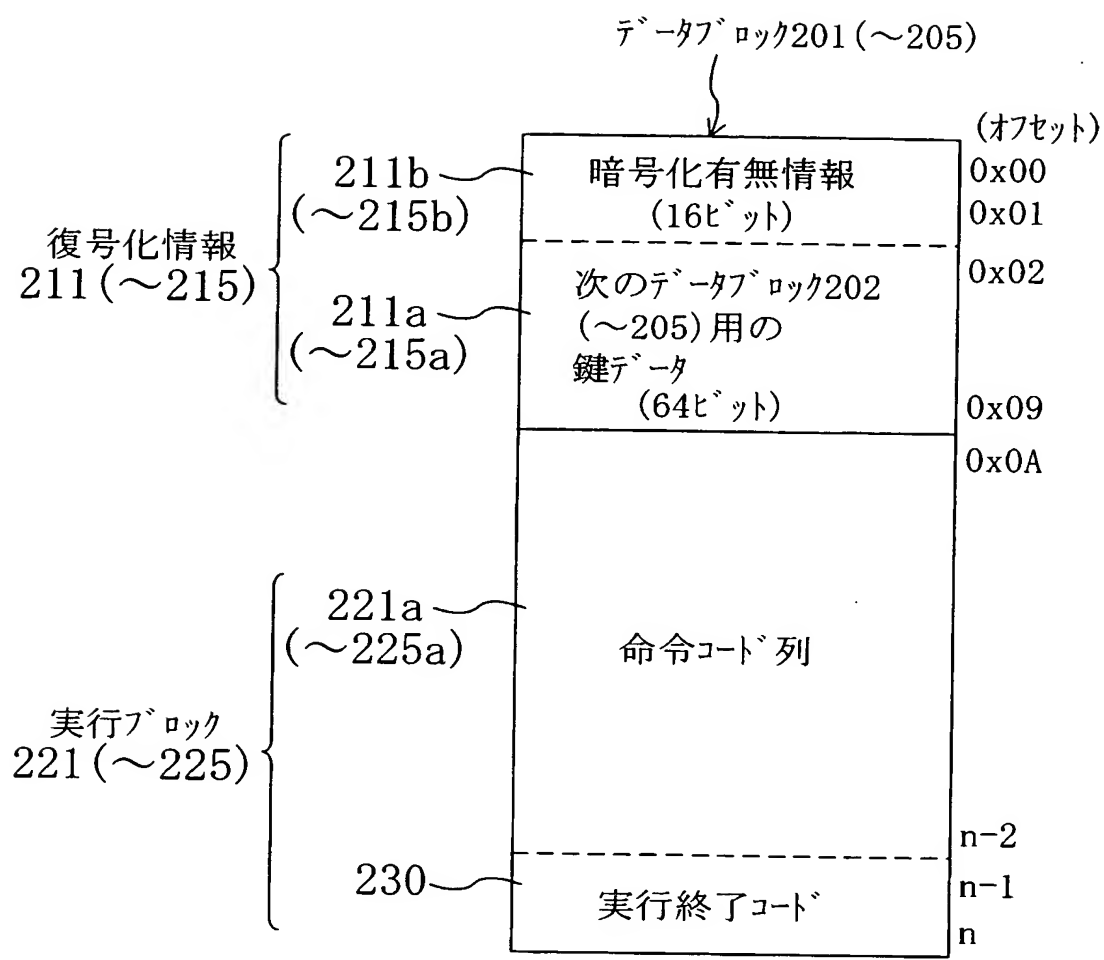 データブロック201(～205)
(オフセット)
211b
(～215b)
暗号化有無情報
(16ビット)
0x00
0x01
復号化情報
211(～215)
211a
(～215a)
次のデータブロック202
(～205)用の
鍵データ
(64ビット)
0x02
0x09
0x0A
221a
(～225a)
命令コード列
実行ブロック
221(～225)
n-2
230
実行終了コード
n-1
n